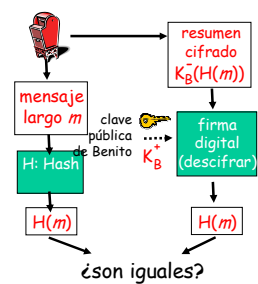 resumen
cifrado
K_B^-(H(m))
mensaje
largo m
clave
pública
de Benito
K_B^+
firma
digital
(descifrar)
H: Hash
H(m)
H(m)
¿son iguales?